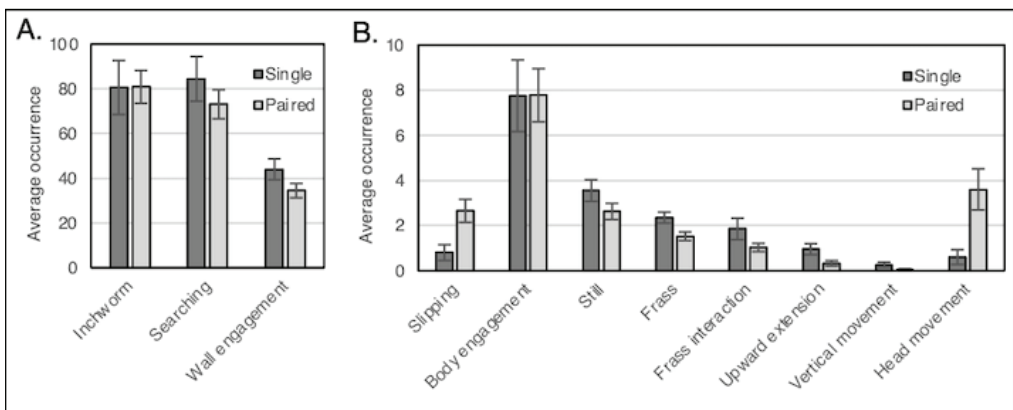 A.
Average occurrence
100
80
60
40
20
0
Single
Paired
Inchworm
Searching
Wall engagement
B.
Average occurrence
10
8
6
4
2
0
Single
Paired
Slipping
Body engagement
Still
Frass
Frass interaction
Upward extension
Vertical movement
Head movement